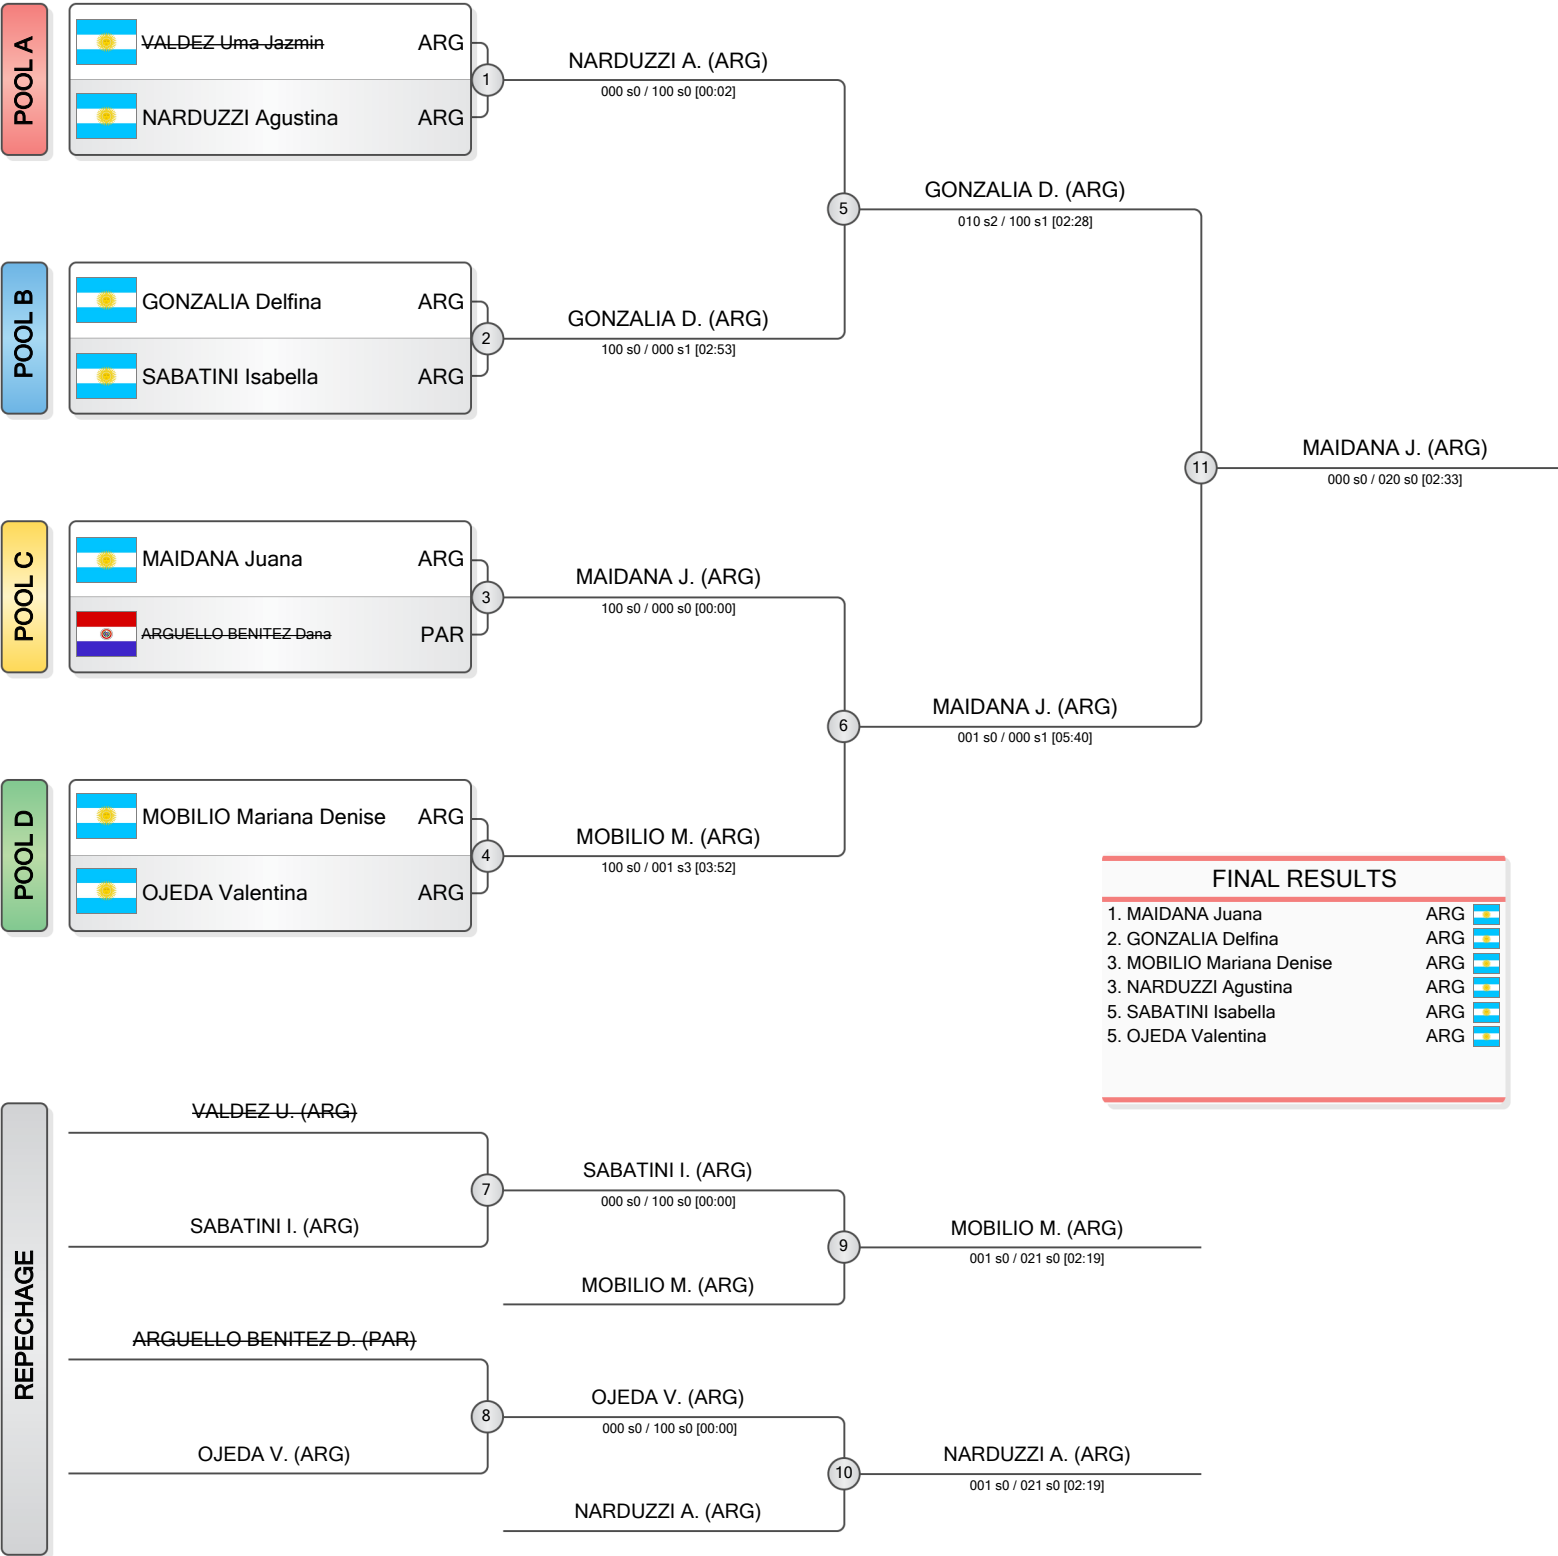 POOL A
VALDEZ Uma Jazmin ARG
NARDUZZI Agustina ARG
1
NARDUZZI A. (ARG)
000 s0 / 100 s0 [00:02]
5
GONZALIA D. (ARG)
010 s2 / 100 s1 [02:28]
POOL B
GONZALIA Delfina ARG
SABATINI Isabella ARG
2
GONZALIA D. (ARG)
100 s0 / 000 s1 [02:53]
11
MAIDANA J. (ARG)
000 s0 / 020 s0 [02:33]
POOL C
MAIDANA Juana ARG
ARGUELLO BENITEZ Dana PAR
3
MAIDANA J. (ARG)
100 s0 / 000 s0 [00:00]
6
MAIDANA J. (ARG)
001 s0 / 000 s1 [05:40]
POOL D
MOBILIO Mariana Denise ARG
OJEDA Valentina ARG
4
MOBILIO M. (ARG)
100 s0 / 001 s3 [03:52]
FINAL RESULTS
1. MAIDANA Juana ARG
2. GONZALIA Delfina ARG
3. MOBILIO Mariana Denise ARG
3. NARDUZZI Agustina ARG
5. SABATINI Isabella ARG
5. OJEDA Valentina ARG
REPECHAGE
VALDEZ U. (ARG)
SABATINI I. (ARG)
7
SABATINI I. (ARG)
000 s0 / 100 s0 [00:00]
MOBILIO M. (ARG)
9
MOBILIO M. (ARG)
001 s0 / 021 s0 [02:19]
ARGUELLO BENITEZ D. (PAR)
OJEDA V. (ARG)
8
OJEDA V. (ARG)
000 s0 / 100 s0 [00:00]
NARDUZZI A. (ARG)
10
NARDUZZI A. (ARG)
001 s0 / 021 s0 [02:19]